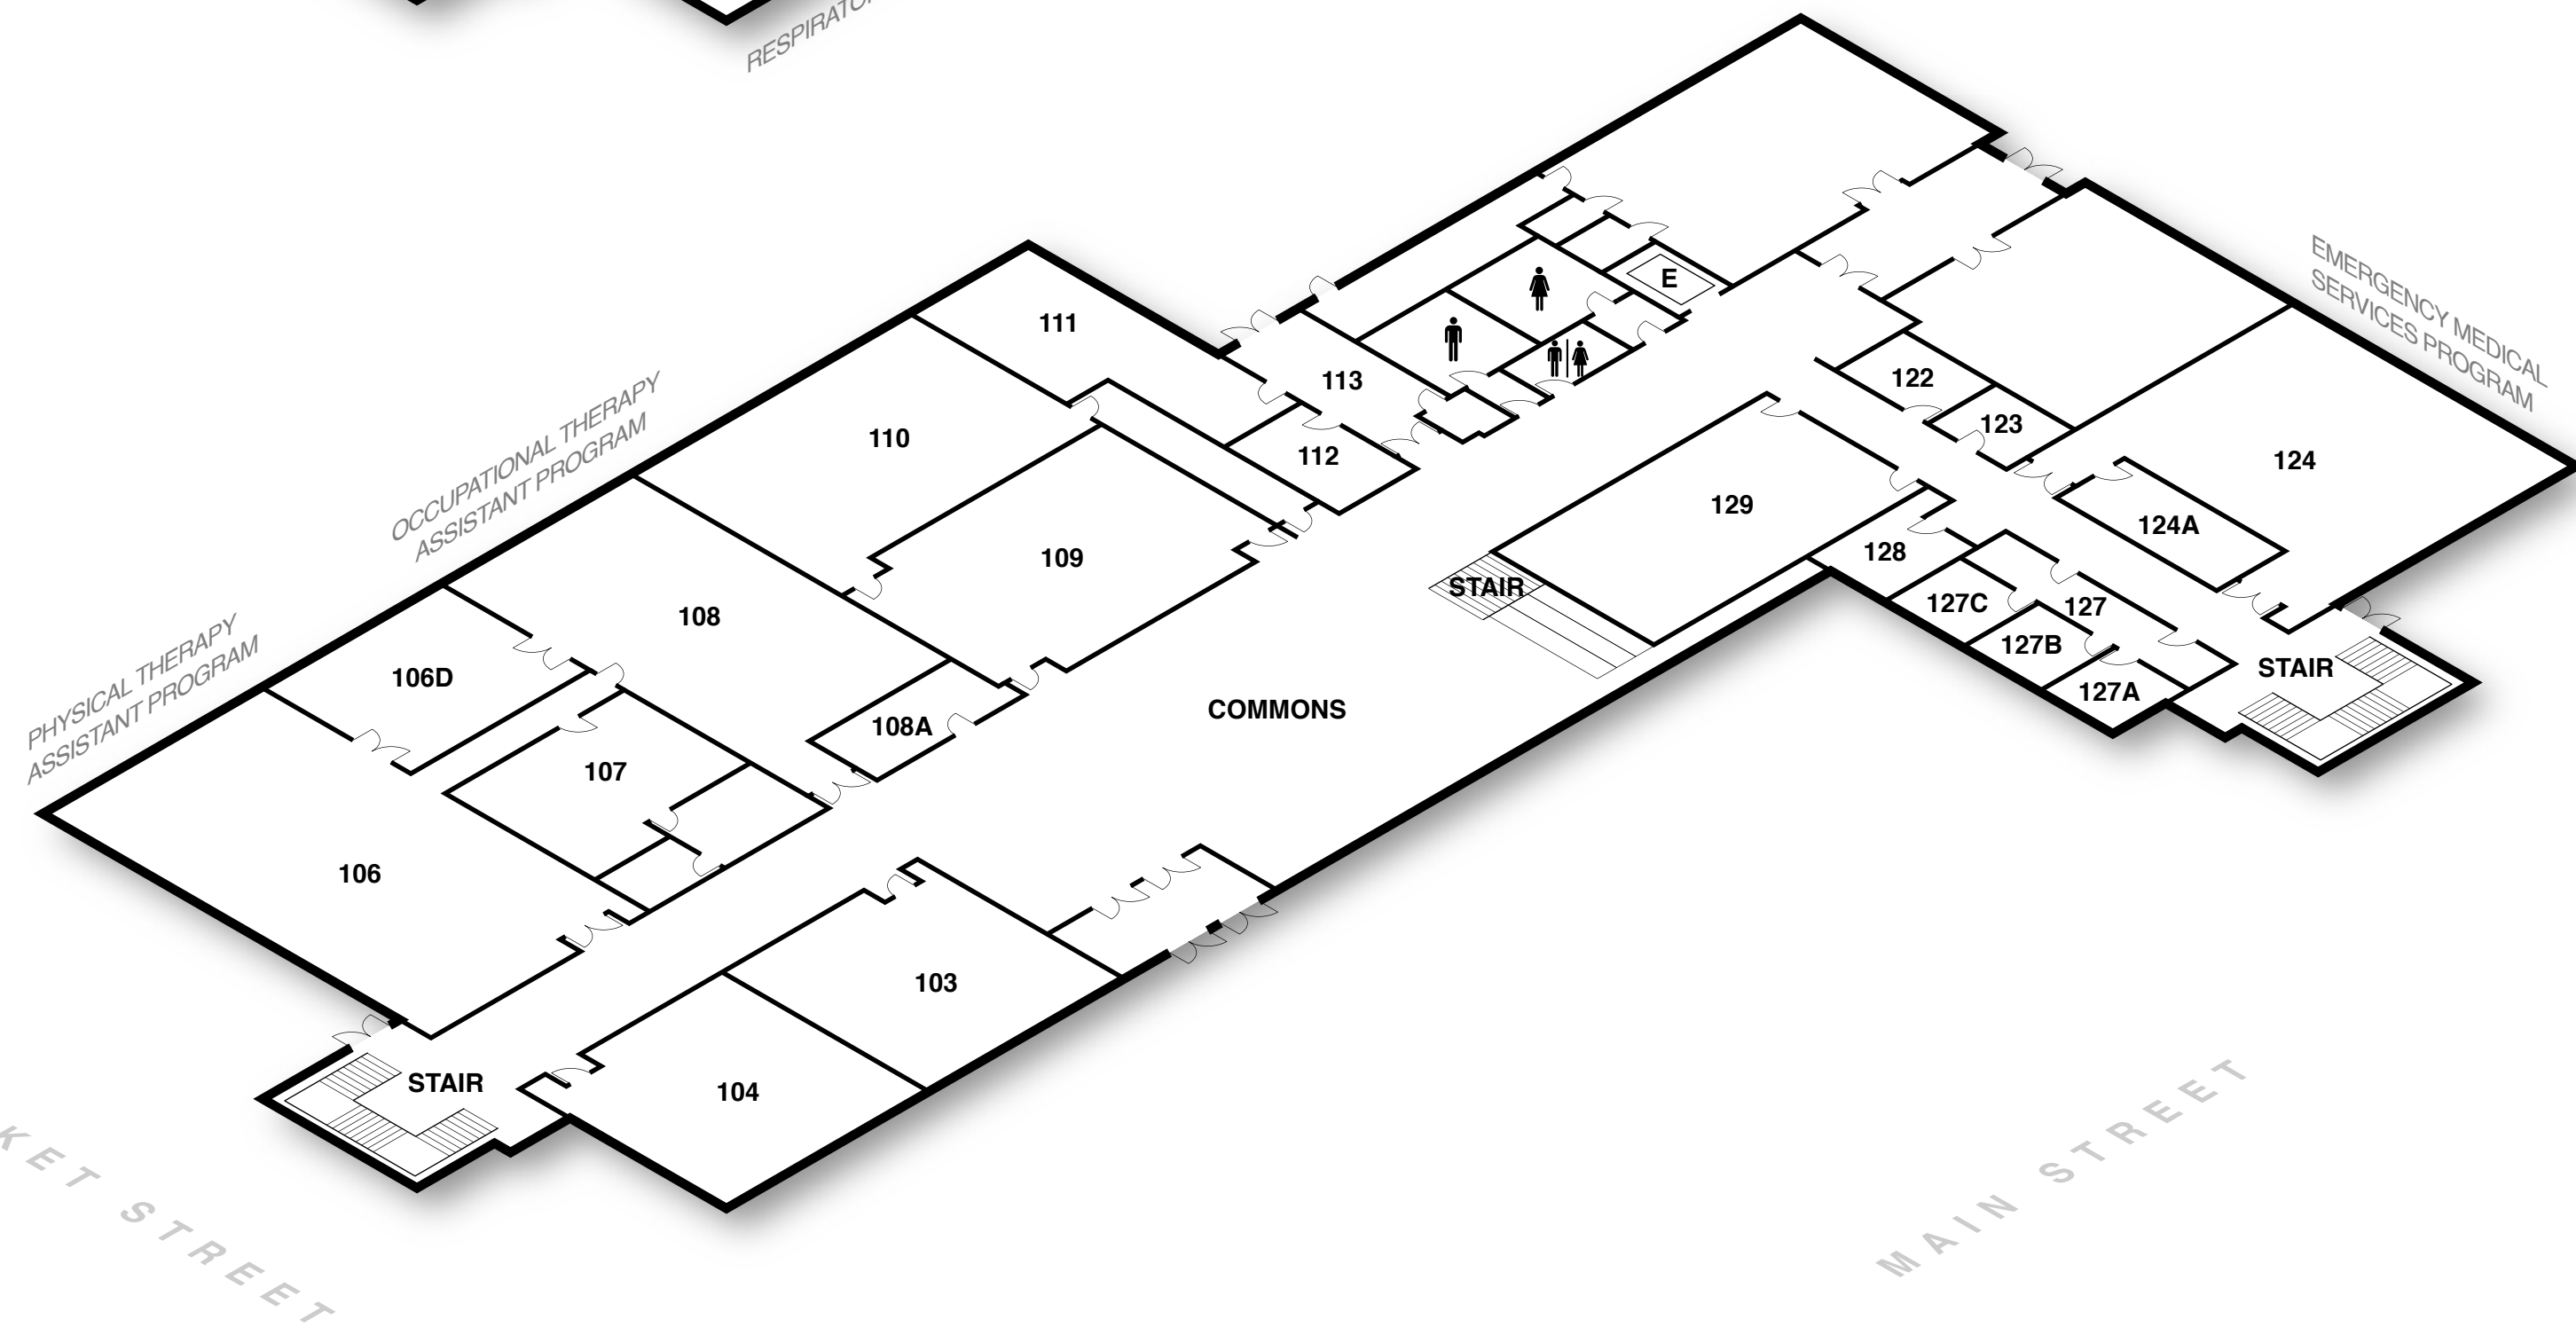 RESPIRATO
EMERGENCY MEDICAL
SERVICES PROGRAM
OCCUPATIONAL THERAPY
ASSISTANT PROGRAM
PHYSICAL THERAPY
ASSISTANT PROGRAM
E
111
113
122
110
123
112
124
129
124A
109
128
STAIR
127C
127
108
127B
STAIR
106D
127A
COMMONS
108A
107
106
103
STAIR
104
KET STREET
MAIN STREET